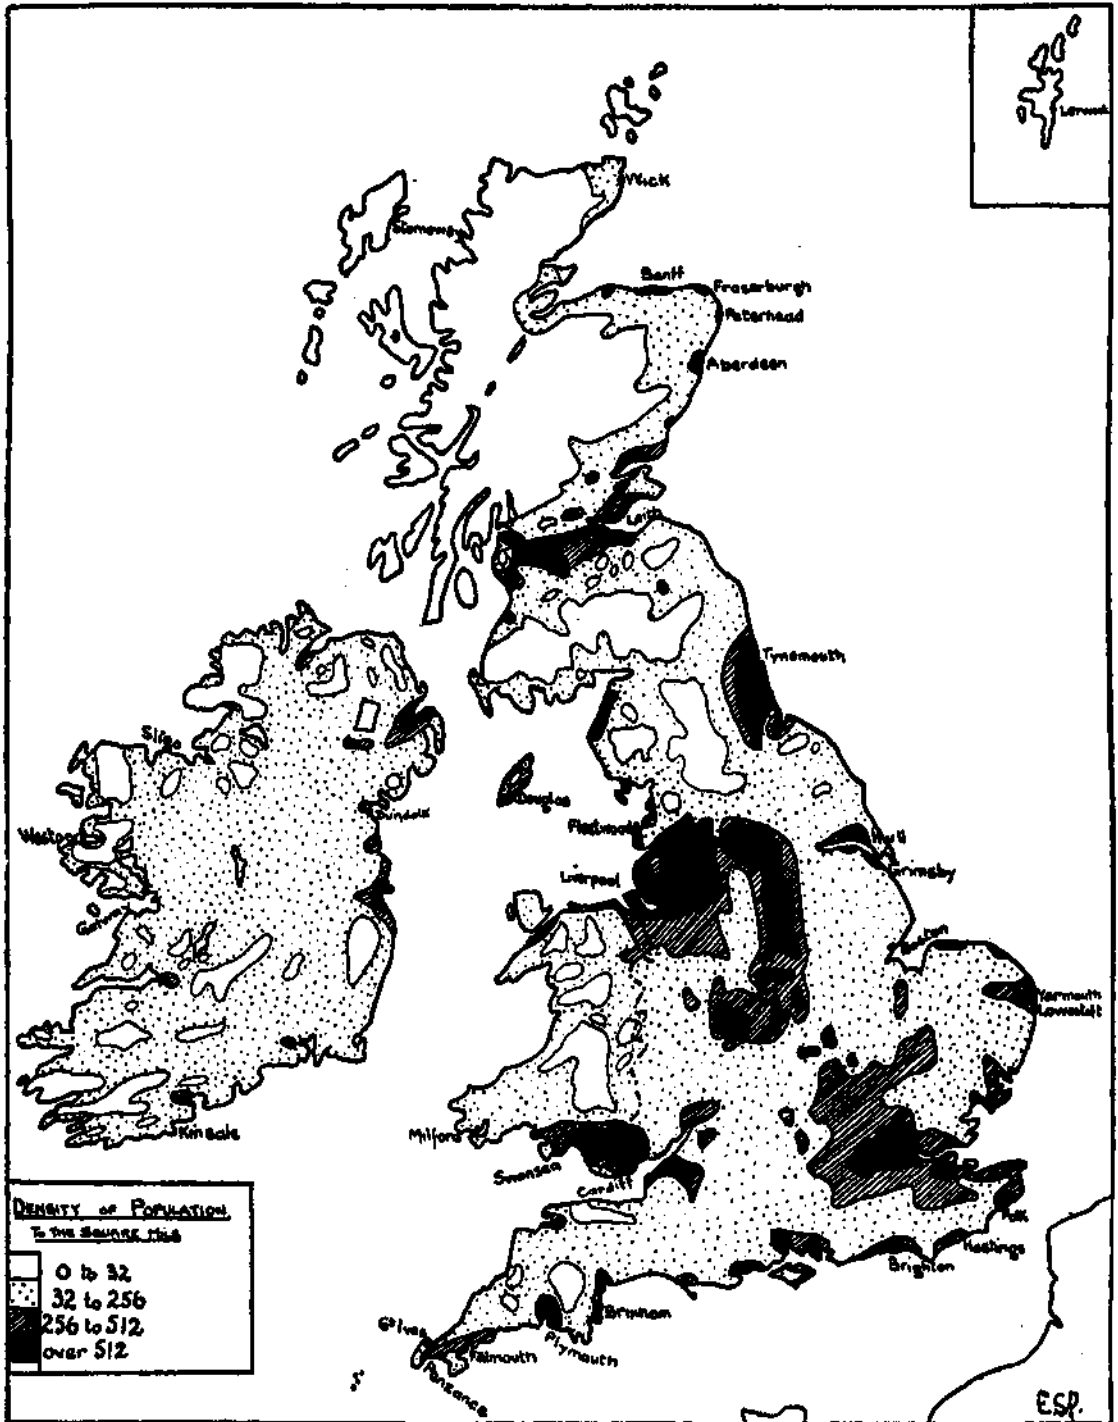 Lerwick
Wick
Stornoway
Banff
Fraserburgh
Peterhead
Aberdeen
Leith
Tynemouth
Sligo
Douglas
Dundalk
Westport
Fleetwood
Hull
Grimsby
Liverpool
Galway
Boston
Yarmouth
Lowestoft
Kinsale
Milford
Swansea
Cardiff
DENSITY OF POPULATION
TO THE SQUARE MILE
0 to 32
32 to 256
256 to 512
over 512
Folk
Hastings
Brighton
Brixham
Plymouth
St Ives
Falmouth
Penzance
E.S.P.